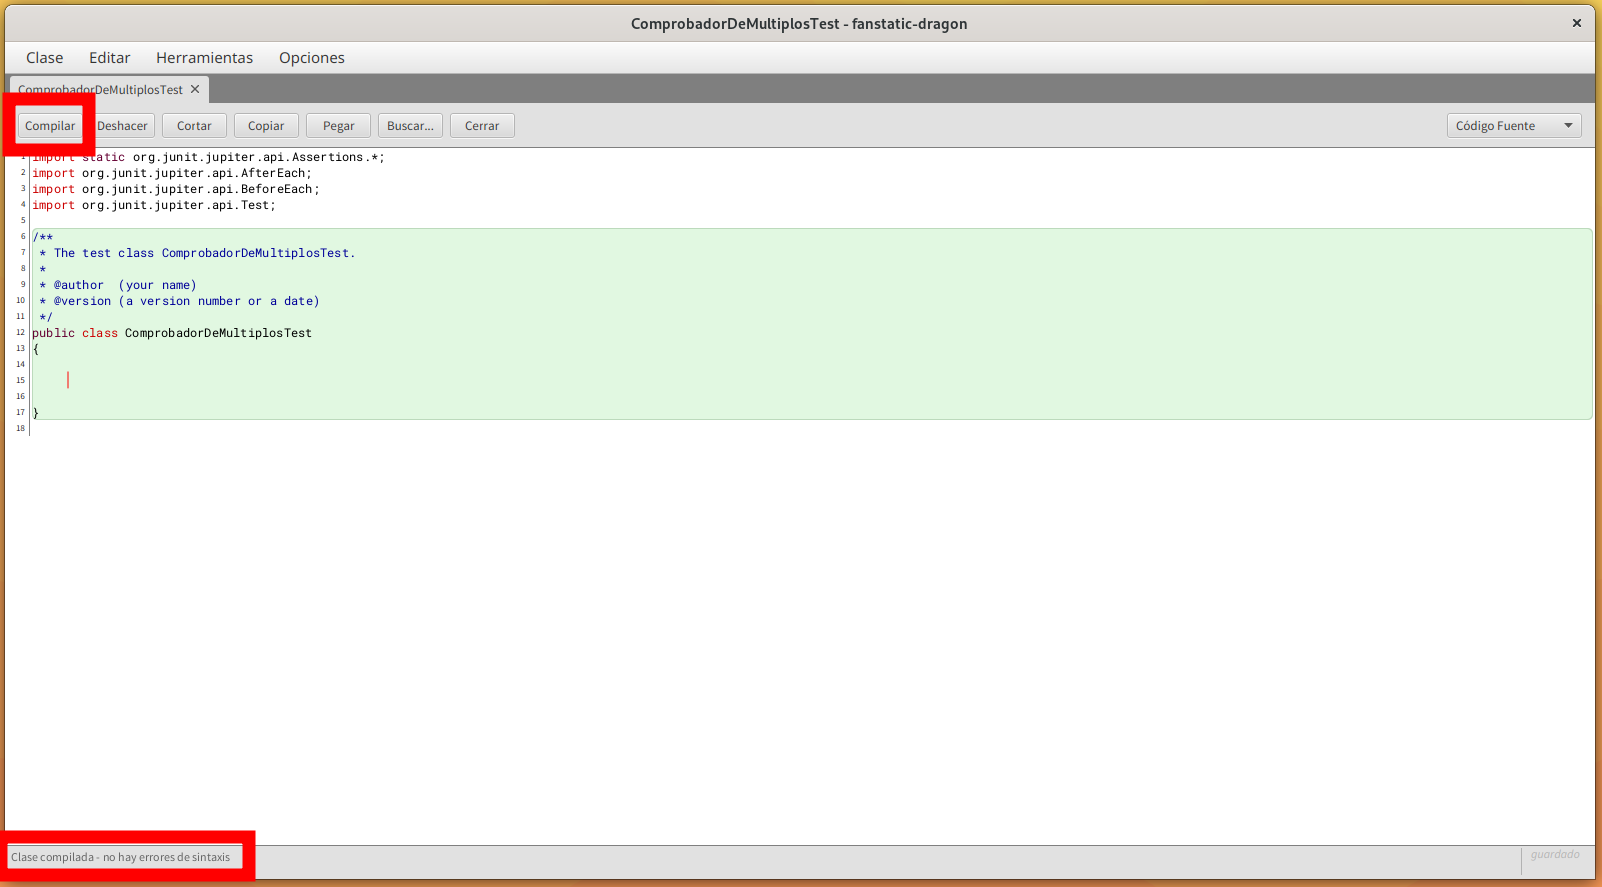 ComprobadorDeMultiplosTest - fanstatic-dragon
Clase Editar Herramientas Opciones
ComprobadorDeMultiplosTest
Compilar Deshacer Cortar Copiar Pegar Buscar... Cerrar Código Fuente
1 import static org.junit.jupiter.api.Assertions.*;
2 import org.junit.jupiter.api.AfterEach;
3 import org.junit.jupiter.api.BeforeEach;
4 import org.junit.jupiter.api.Test;
5
6 /**
7 * The test class ComprobadorDeMultiplosTest.
8 *
9 * @author (your name)
10 * @version (a version number or a date)
11 */
12 public class ComprobadorDeMultiplosTest
13 {
14
15
16
17 }
18
Clase compilada - no hay errores de sintaxis guardado